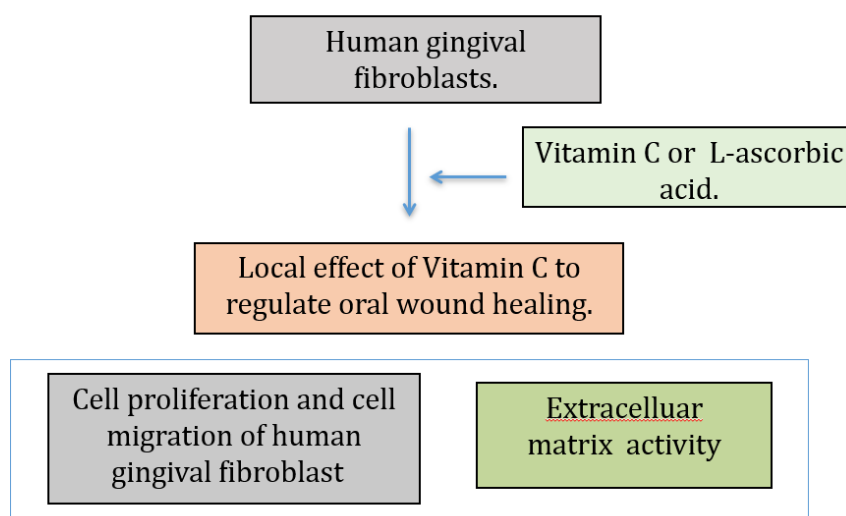 Human gingival
fibroblasts.
Vitamin C or L-ascorbic
acid.
Local effect of Vitamin C to
regulate oral wound healing.
Cell proliferation and cell
migration of human
gingival fibroblast
Extracelluar
matrix activity